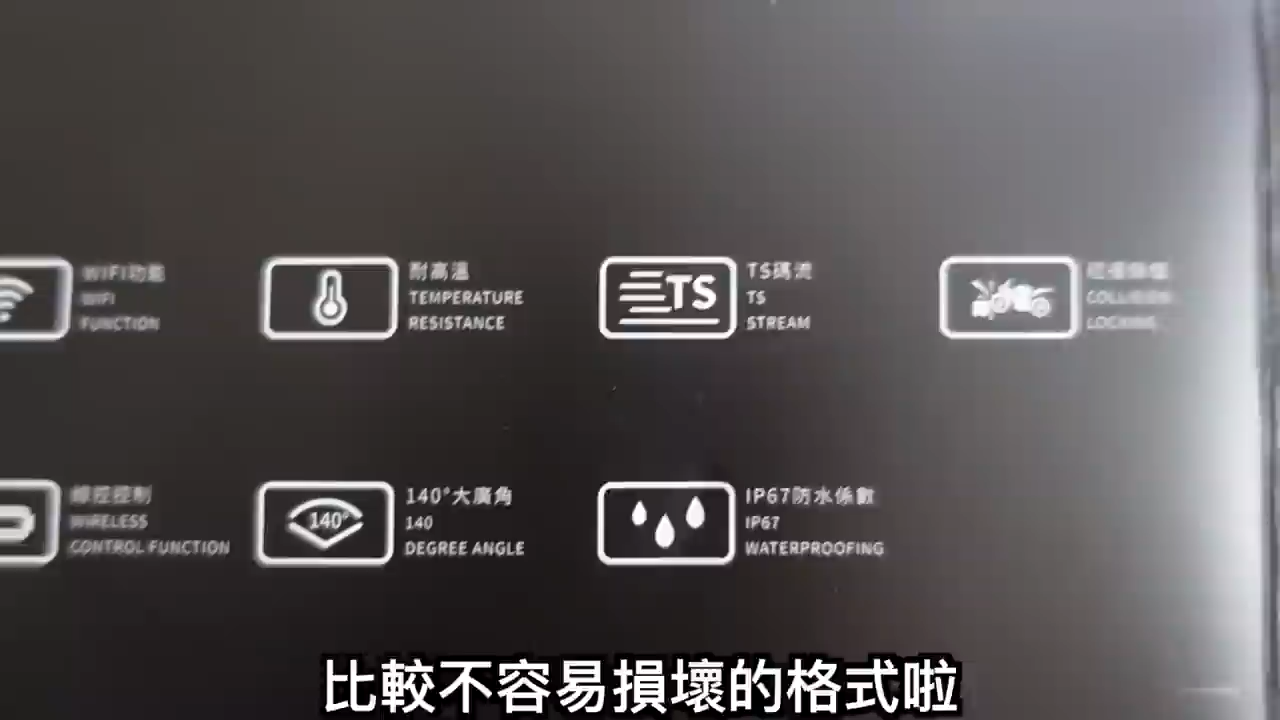 WIFI功能
WIFI
FUNCTION
耐高溫
TEMPERATURE
RESISTANCE
TS
TS碼流
TS
STREAM
COLLISION
LOCKING
線控控制
WIRELESS
CONTROL FUNCTION
140°
140°大廣角
140
DEGREE ANGLE
IP67防水係數
IP67
WATERPROOFING
比較不容易損壞的格式啦